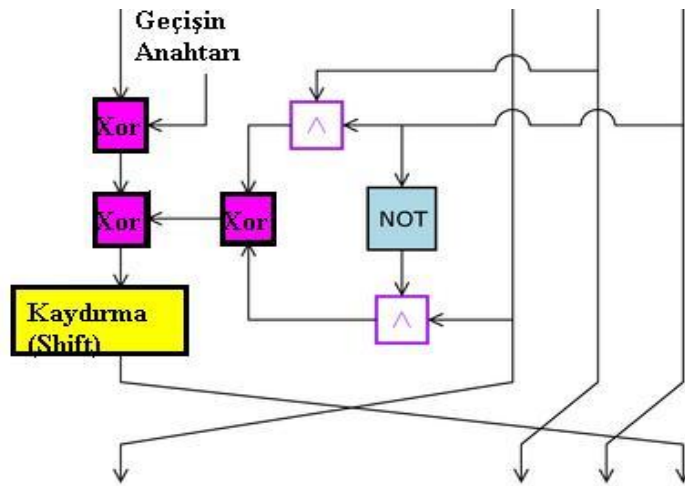 Geçişin
Anahtarı
∧
Xor
Xor
Xor
NOT
∧
Kaydırma
(Shift)